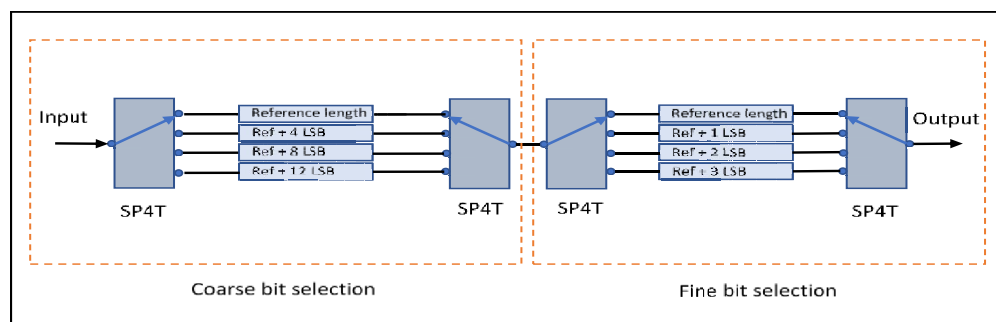 Input
Reference length
Ref + 4 LSB
Ref + 8 LSB
Ref + 12 LSB
SP4T
SP4T
Coarse bit selection
Reference length
Ref + 1 LSB
Ref + 2 LSB
Ref + 3 LSB
SP4T
SP4T
Output
Fine bit selection